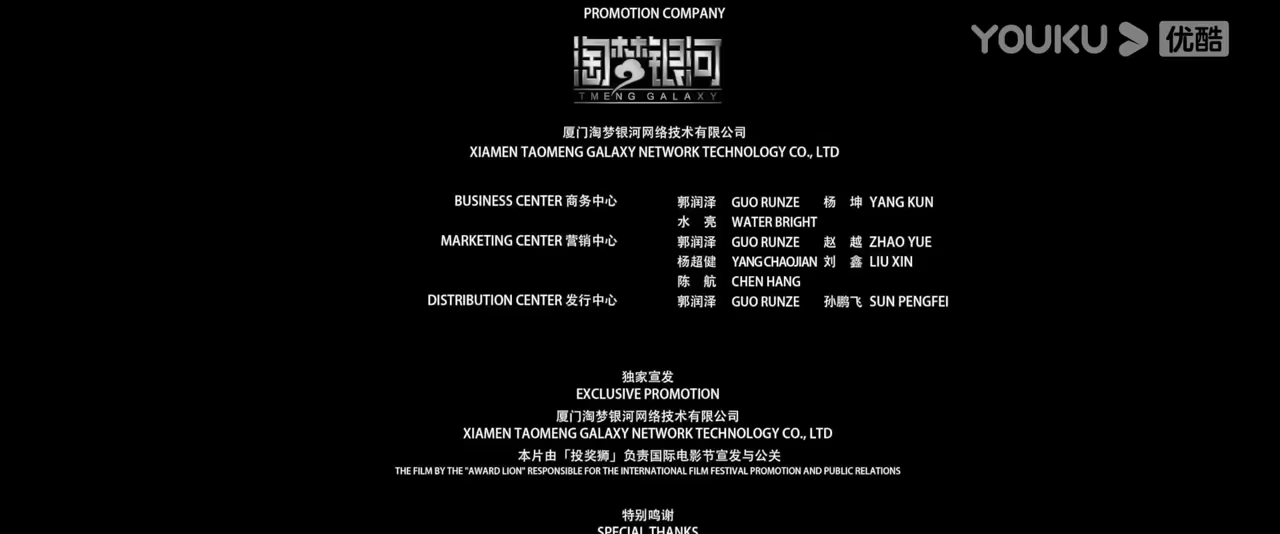 PROMOTION COMPANY
YOUKU 优酷
淘梦银河
TMENG GALAXY
厦门淘梦银河网络技术有限公司
XIAMEN TAOMENG GALAXY NETWORK TECHNOLOGY CO., LTD
BUSINESS CENTER 商务中心 郭润泽 GUO RUNZE 杨 坤 YANG KUN
水 亮 WATER BRIGHT
MARKETING CENTER 营销中心 郭润泽 GUO RUNZE 赵 越 ZHAO YUE
杨超健 YANG CHAOJIAN 刘 鑫 LIU XIN
陈 航 CHEN HANG
DISTRIBUTION CENTER 发行中心 郭润泽 GUO RUNZE 孙鹏飞 SUN PENGFEI
独家宣发
EXCLUSIVE PROMOTION
厦门淘梦银河网络技术有限公司
XIAMEN TAOMENG GALAXY NETWORK TECHNOLOGY CO., LTD
本片由「投奖狮」负责国际电影节宣发与公关
THE FILM BY THE "AWARD LION" RESPONSIBLE FOR THE INTERNATIONAL FILM FESTIVAL PROMOTION AND PUBLIC RELATIONS
特别鸣谢
SPECIAL THANKS